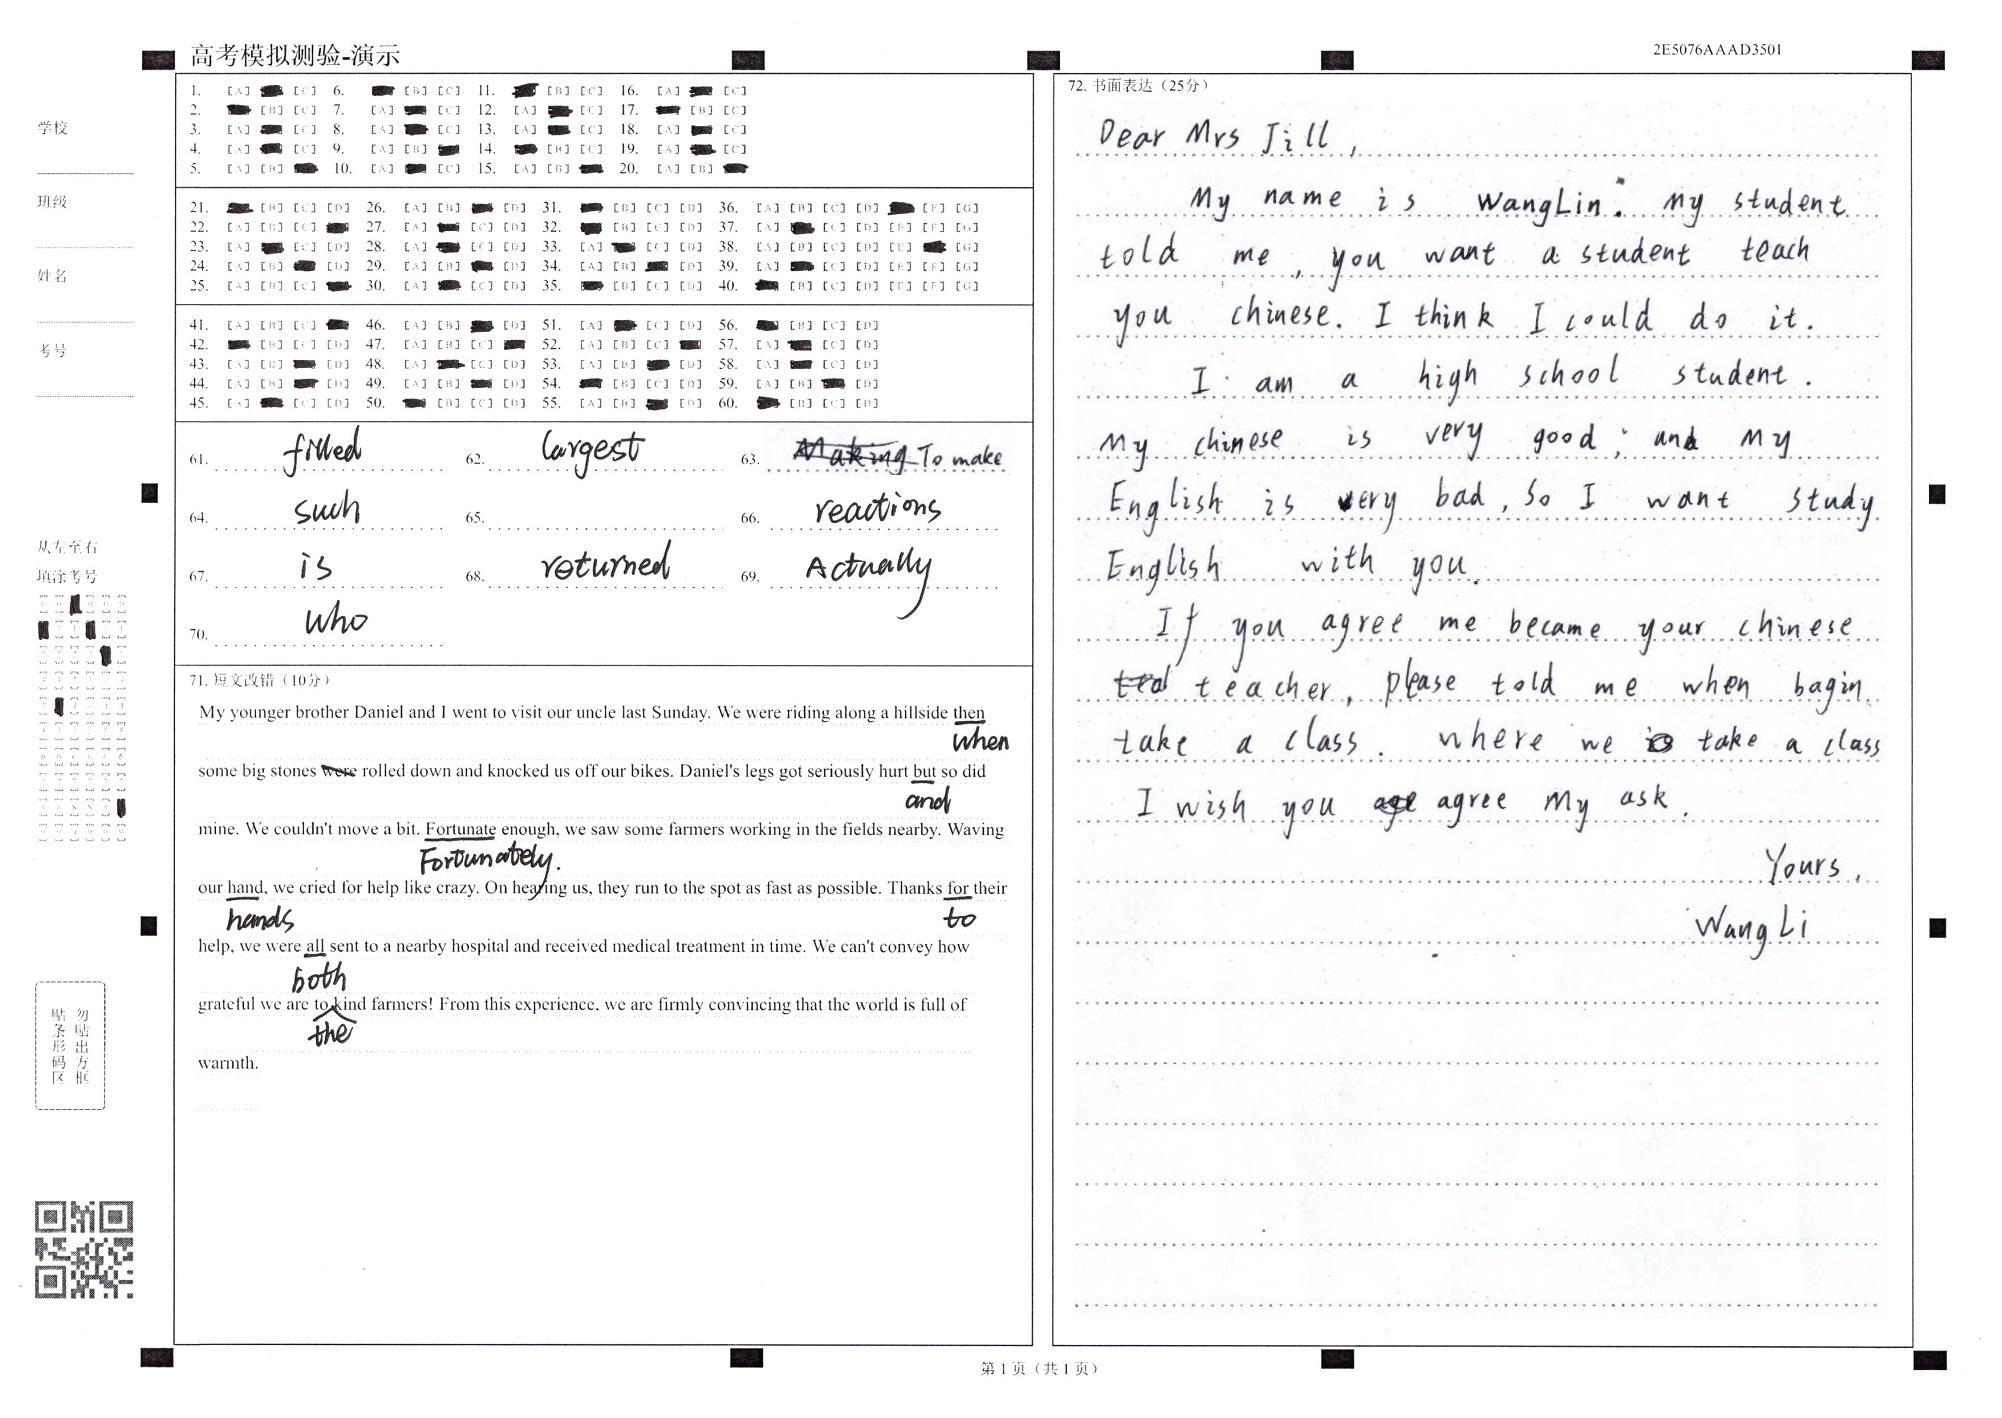 高考模拟测验-演示
2E5076AAAD3501
学校
班级
姓名
考号
从左至右
填涂考号
勿贴出方框
贴条形码区
1. [A] [C] 6. [B] [C] 11. [B] [C] 16. [A] [C]
2. [B] [C] 7. [A] [C] 12. [A] [C] 17. [B] [C]
3. [A] [C] 8. [A] [C] 13. [A] [C] 18. [A] [C]
4. [A] [C] 9. [A] [B] 14. [B] [C] 19. [A] [C]
5. [A] [B] 10. [A] [C] 15. [A] [B] 20. [A] [B]
21. [B] [C] [D] 26. [A] [B] [D] 31. [B] [C] [D] 36. [A] [B] [C] [D] [F] [G]
22. [A] [B] [C] 27. [A] [C] [D] 32. [B] [C] [D] 37. [A] [C] [D] [E] [F] [G]
23. [A] [C] [D] 28. [A] [C] [D] 33. [A] [C] [D] 38. [A] [B] [C] [D] [E] [G]
24. [A] [B] [D] 29. [A] [B] [D] 34. [A] [B] [D] 39. [A] [C] [D] [E] [F] [G]
25. [A] [B] [C] 30. [A] [C] [D] 35. [B] [C] [D] 40. [B] [C] [D] [E] [F] [G]
41. [A] [B] [C] 46. [A] [B] [D] 51. [A] [C] [D] 56. [B] [C] [D]
42. [B] [C] [D] 47. [A] [B] [C] 52. [A] [B] [C] 57. [A] [C] [D]
43. [A] [B] [D] 48. [A] [C] [D] 53. [A] [B] [D] 58. [A] [C] [D]
44. [A] [B] [D] 49. [A] [B] [D] 54. [B] [C] [D] 59. [A] [B] [D]
45. [A] [C] [D] 50. [B] [C] [D] 55. [A] [B] [D] 60. [B] [C] [D]
61. filled 62. largest 63. Making To make
64. such 65. 66. reactions
67. is 68. returned 69. Actually
70. who
71. 短文改错（10分）
My younger brother Daniel and I went to visit our uncle last Sunday. We were riding along a hillside then
when
some big stones were rolled down and knocked us off our bikes. Daniel's legs got seriously hurt but so did
and
mine. We couldn't move a bit. Fortunate enough, we saw some farmers working in the fields nearby. Waving
Fortunately.
our hand, we cried for help like crazy. On hearing us, they run to the spot as fast as possible. Thanks for their
hands to
help, we were all sent to a nearby hospital and received medical treatment in time. We can't convey how
both
grateful we are to kind farmers! From this experience, we are firmly convincing that the world is full of
the
warmth.
72. 书面表达（25分）
Dear Mrs Jill,
My name is WangLin. My student
told me, you want a student teach
you chinese. I think I could do it.
I am a high school student.
My chinese is very good; and My
English is very bad, so I want study
English with you.
If you agree me became your chinese
teacher, please told me when bagin
take a class. where we take a class
I wish you agree My ask.
Yours,
Wang Li
第 1 页（共 1 页）